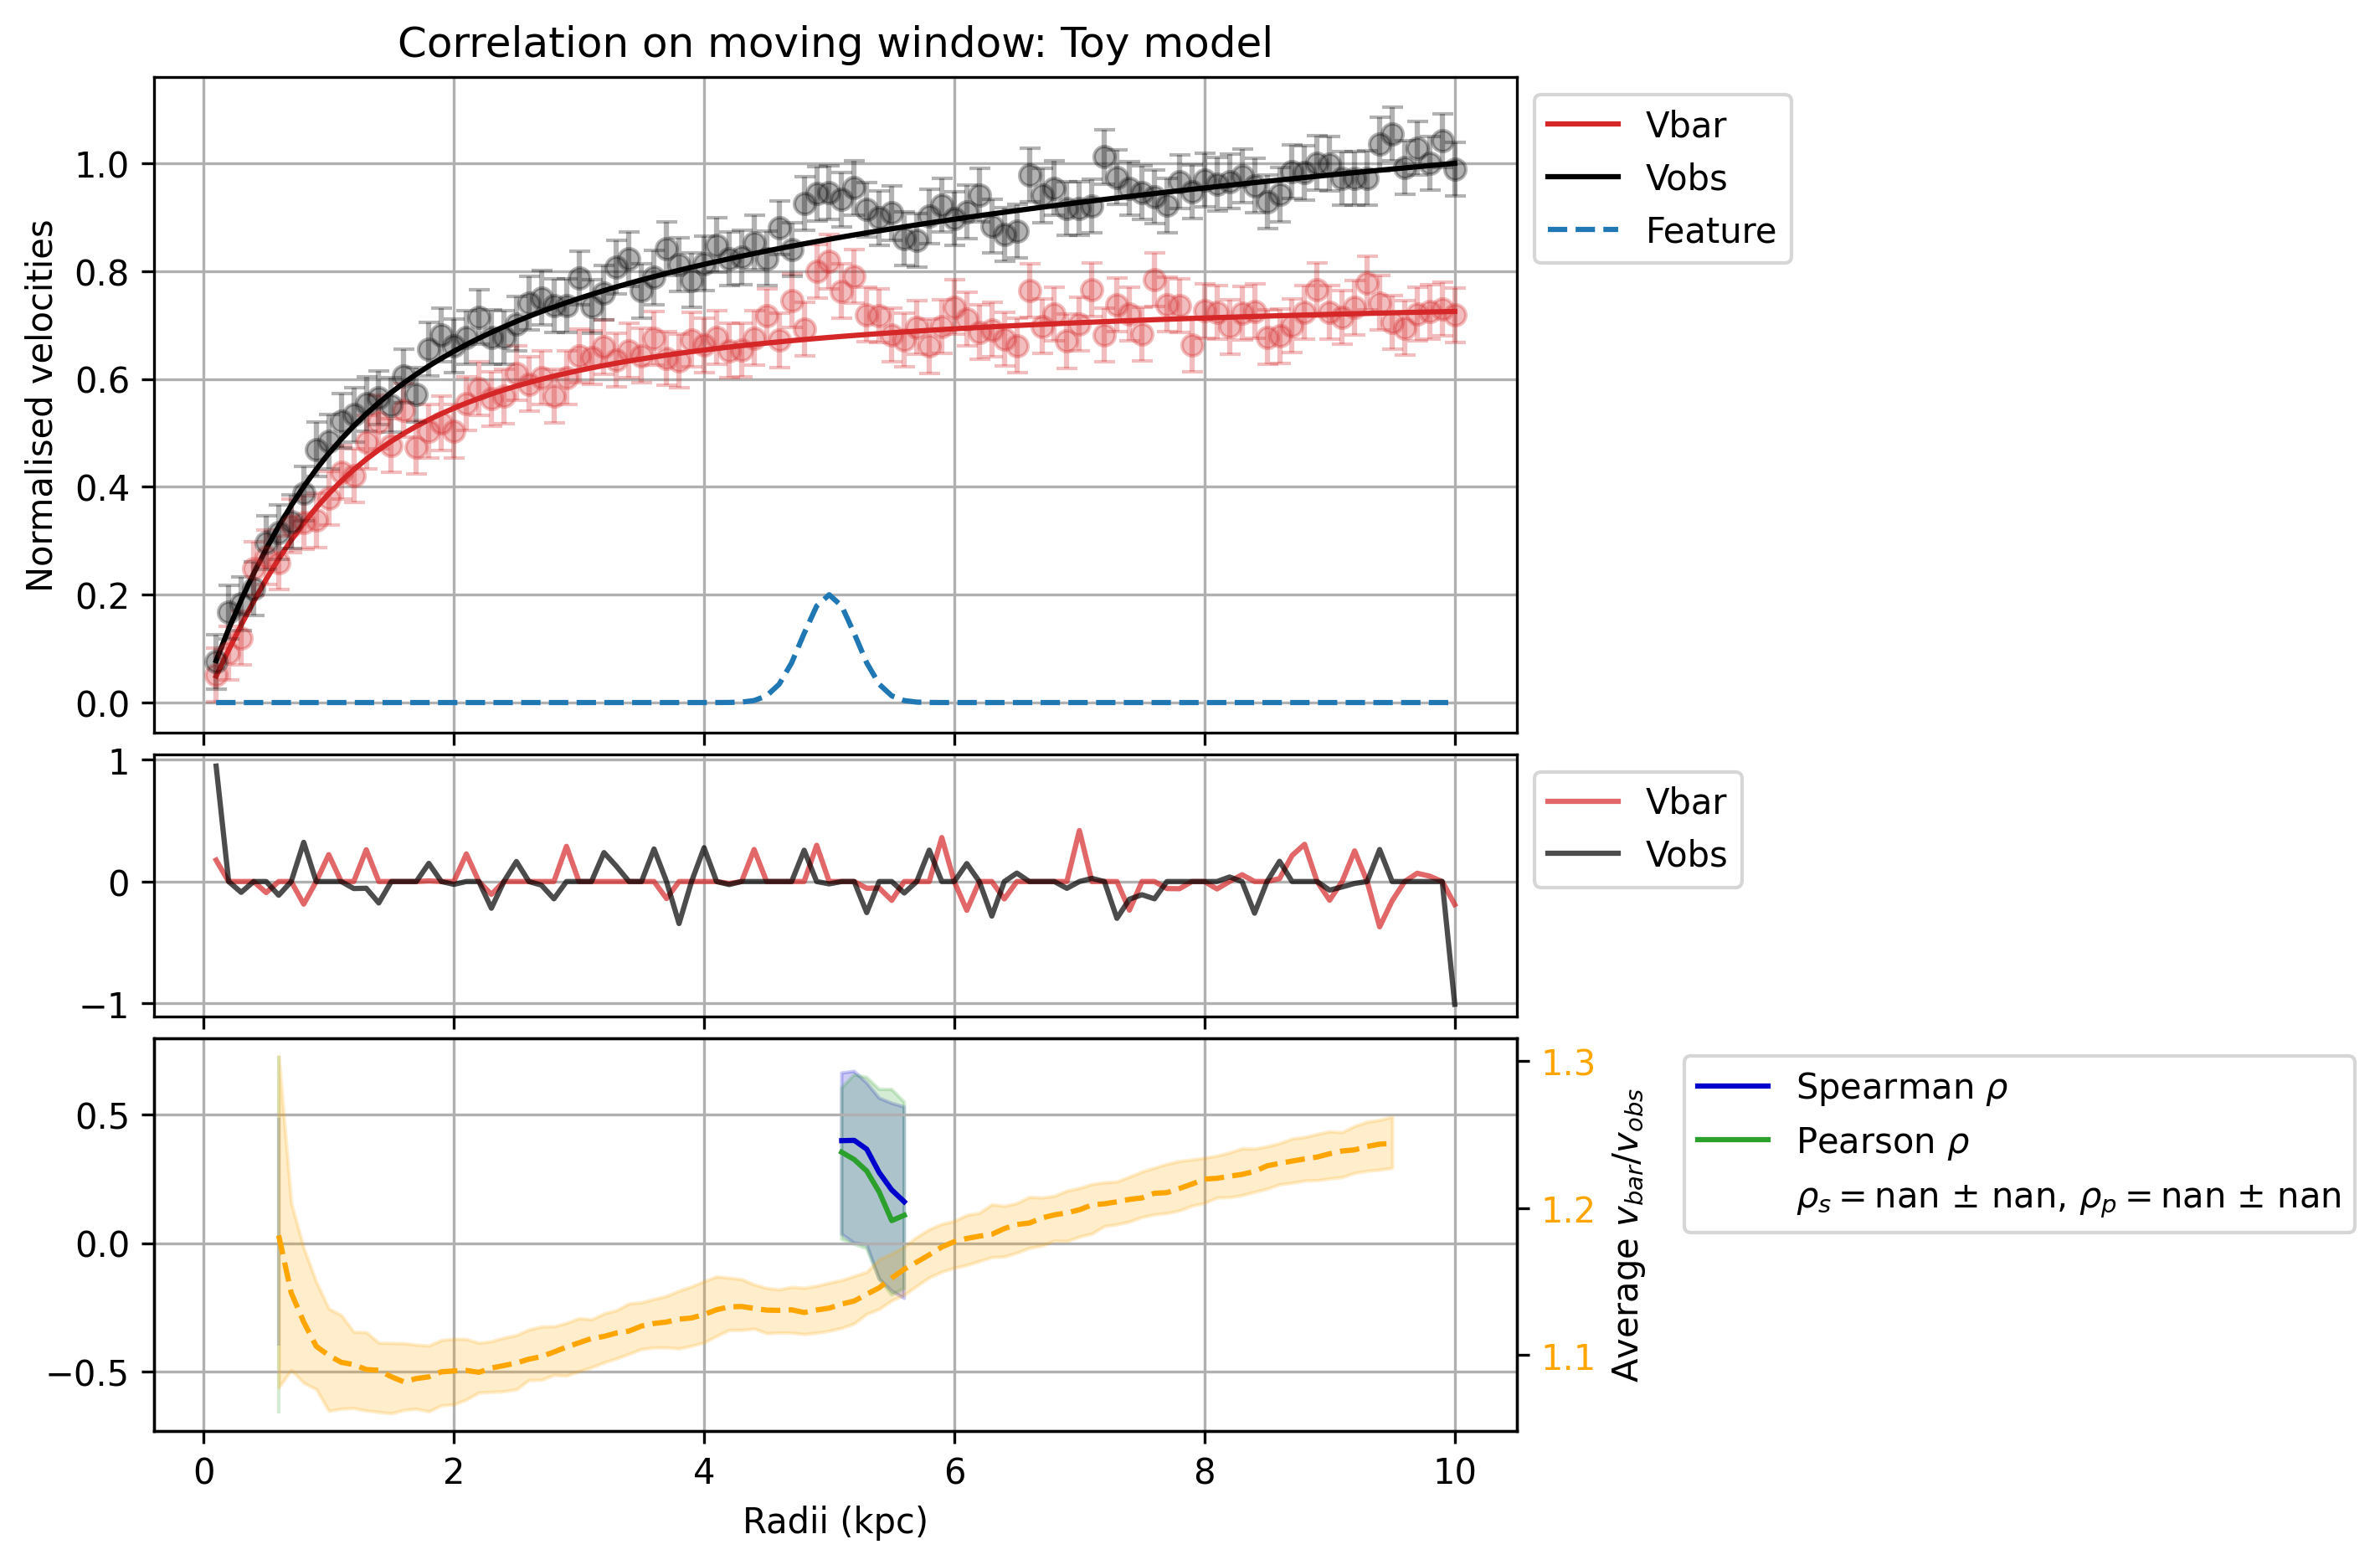 Correlation on moving window: Toy model
Normalised velocities
1.0
0.8
0.6
0.4
0.2
0.0
Vbar
Vobs
Feature
1
0
−1
Vbar
Vobs
0.5
0.0
−0.5
1.3
1.2
1.1
Average v_bar/v_obs
Spearman ρ
Pearson ρ
ρ_s = nan ± nan, ρ_p = nan ± nan
0 2 4 6 8 10
Radii (kpc)